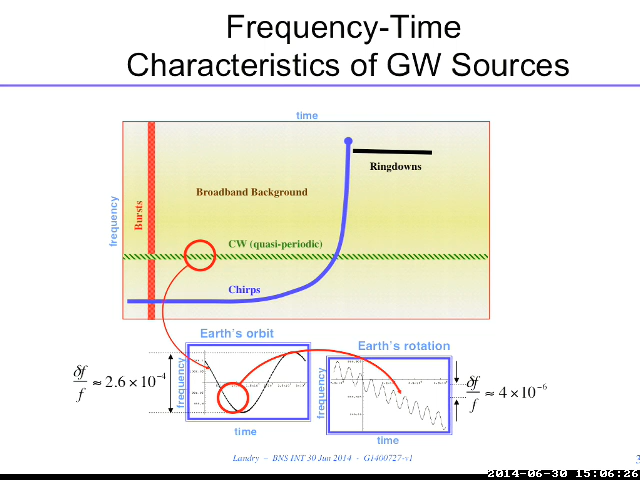 Frequency-Time
Characteristics of GW Sources
time
frequency
Bursts
Ringdowns
Broadband Background
CW (quasi-periodic)
Chirps
Earth's orbit
Earth's rotation
δf/f ≈ 2.6 × 10⁻⁴
frequency
time
frequency
time
δf/f ≈ 4 × 10⁻⁶
Landry ~ BNS INT 30 Jun 2014 - G1400727-v1
3
2014-06-30 15:06:26